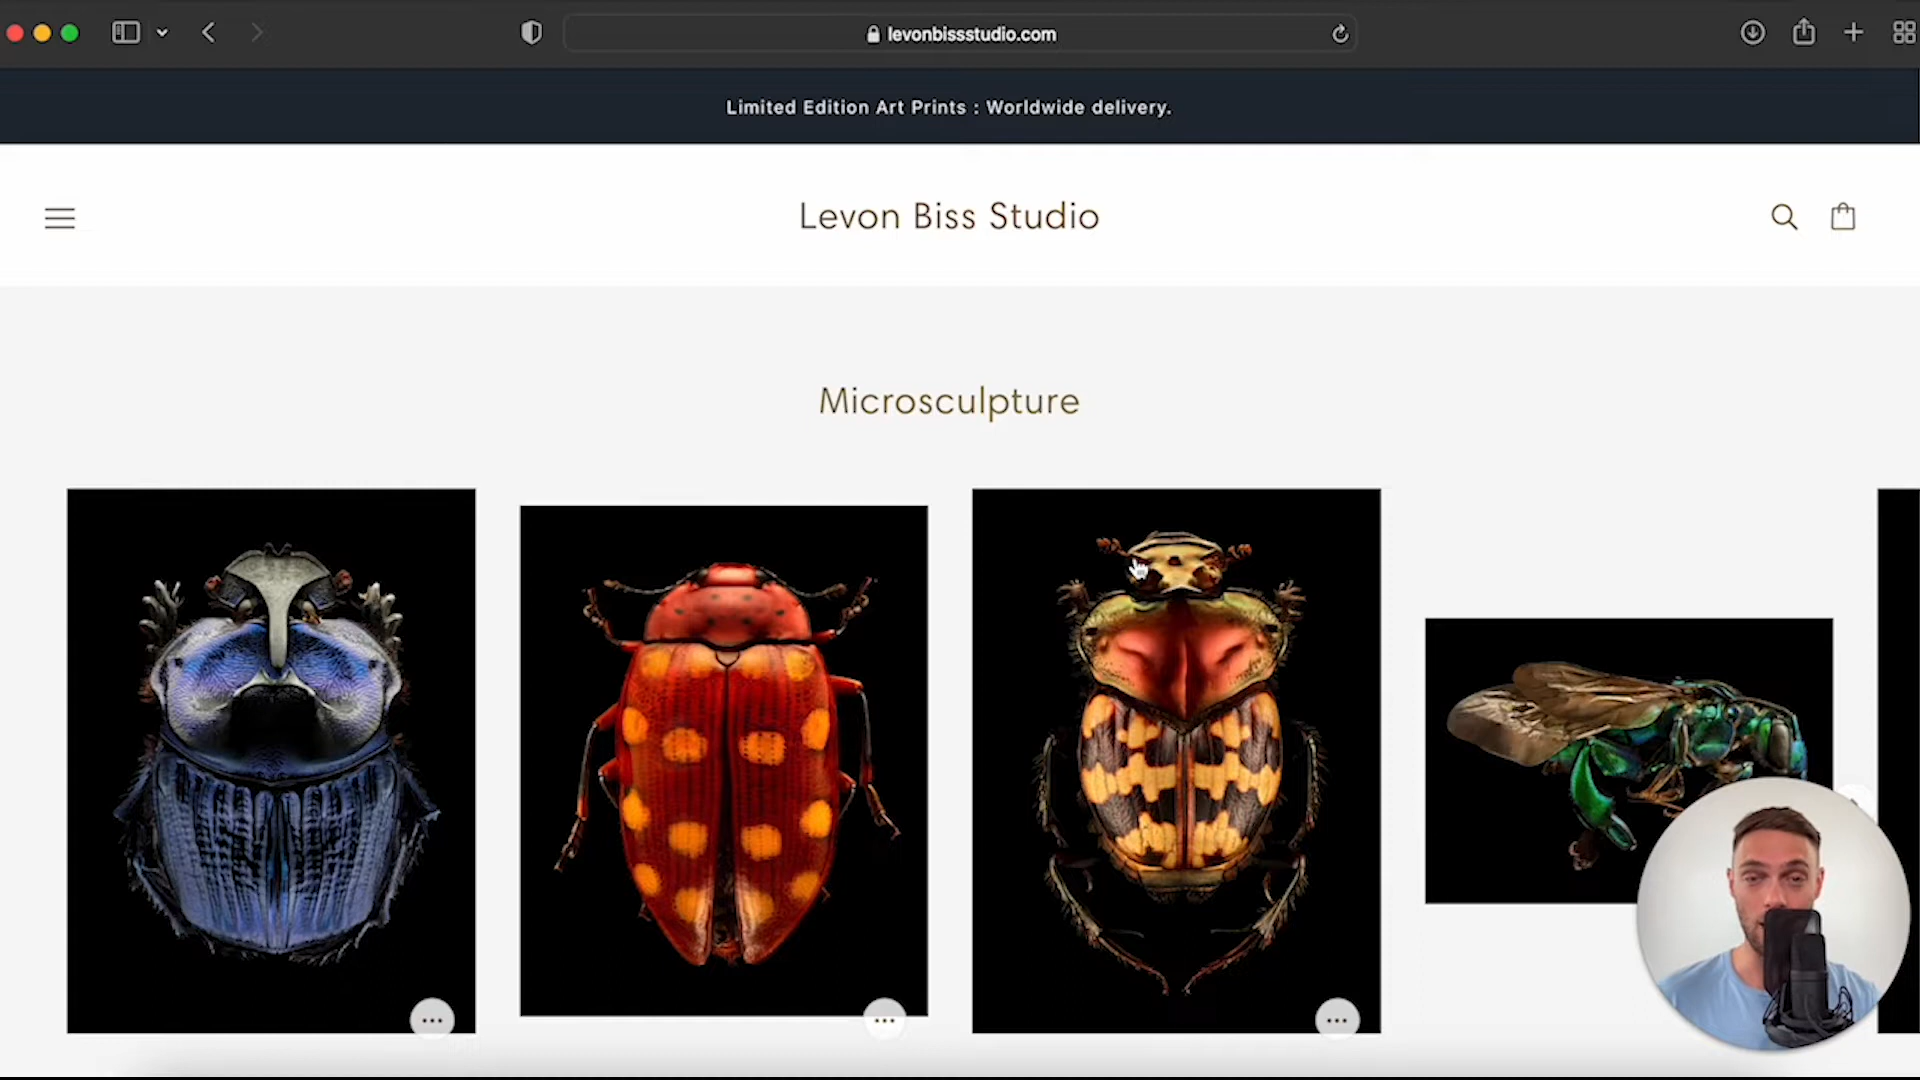 levonbissstudio.com
Limited Edition Art Prints : Worldwide delivery.
Levon Biss Studio
Microsculpture